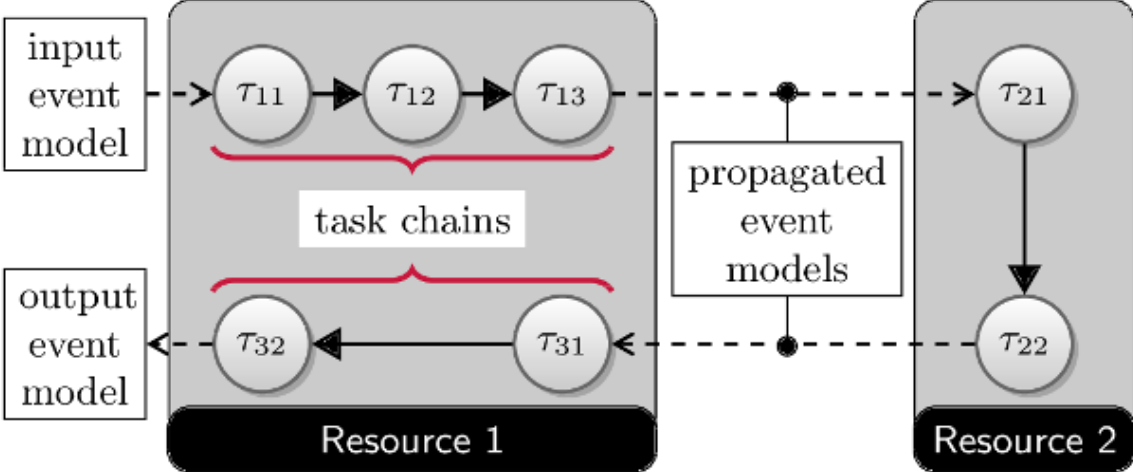 input
event
model
τ11
τ12
τ13
τ21
propagated
event
models
task chains
output
event
model
τ32
τ31
τ22
Resource 1
Resource 2